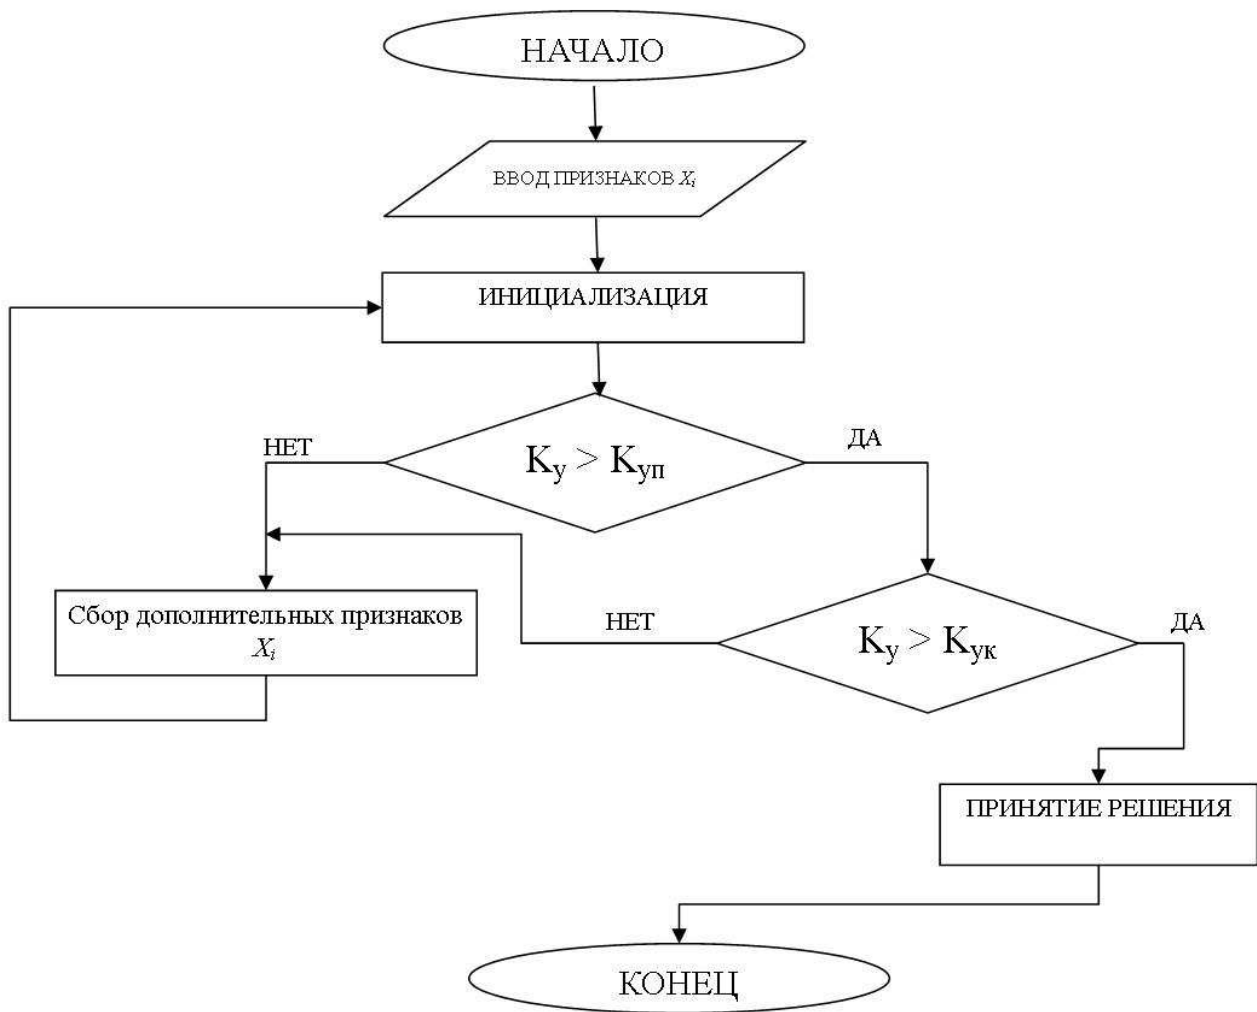 НАЧАЛО
ВВОД ПРИЗНАКОВ Xᵢ
ИНИЦИАЛИЗАЦИЯ
НЕТ
Kу > Kуп
ДА
Сбор дополнительных признаков
Xᵢ
НЕТ
Kу > Kук
ДА
ПРИНЯТИЕ РЕШЕНИЯ
КОНЕЦ